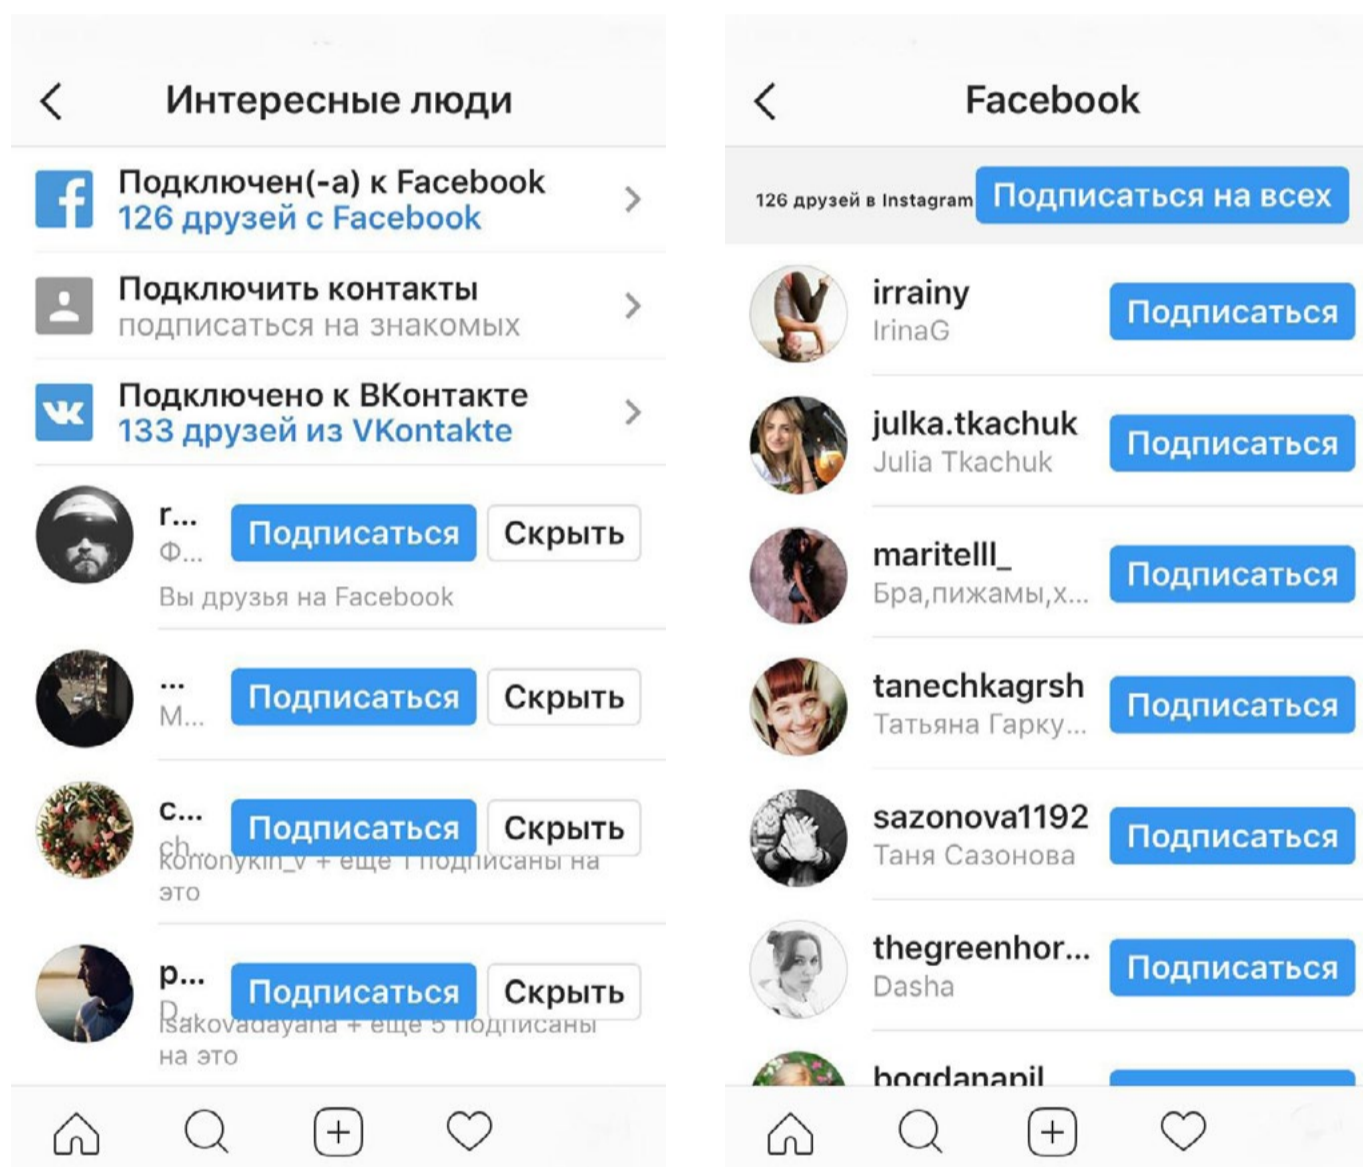 Интересные люди
Подключен(-а) к Facebook
126 друзей с Facebook
Подключить контакты
подписаться на знакомых
Подключено к ВКонтакте
133 друзей из VKontakte
r...
Ф...
Подписаться
Скрыть
Вы друзья на Facebook
...
М...
Подписаться
Скрыть
c...
ch...
Подписаться
Скрыть
kononykin_v + еще 1 подписаны на
это
p...
D...
Подписаться
Скрыть
isakovadayana + еще 5 подписаны
на это
Facebook
126 друзей в Instagram
Подписаться на всех
irrainy
IrinaG
Подписаться
julka.tkachuk
Julia Tkachuk
Подписаться
maritelll_
Бра,пижамы,х...
Подписаться
tanechkagrsh
Татьяна Гарку...
Подписаться
sazonova1192
Таня Сазонова
Подписаться
thegreenhor...
Dasha
Подписаться
bogdanapil